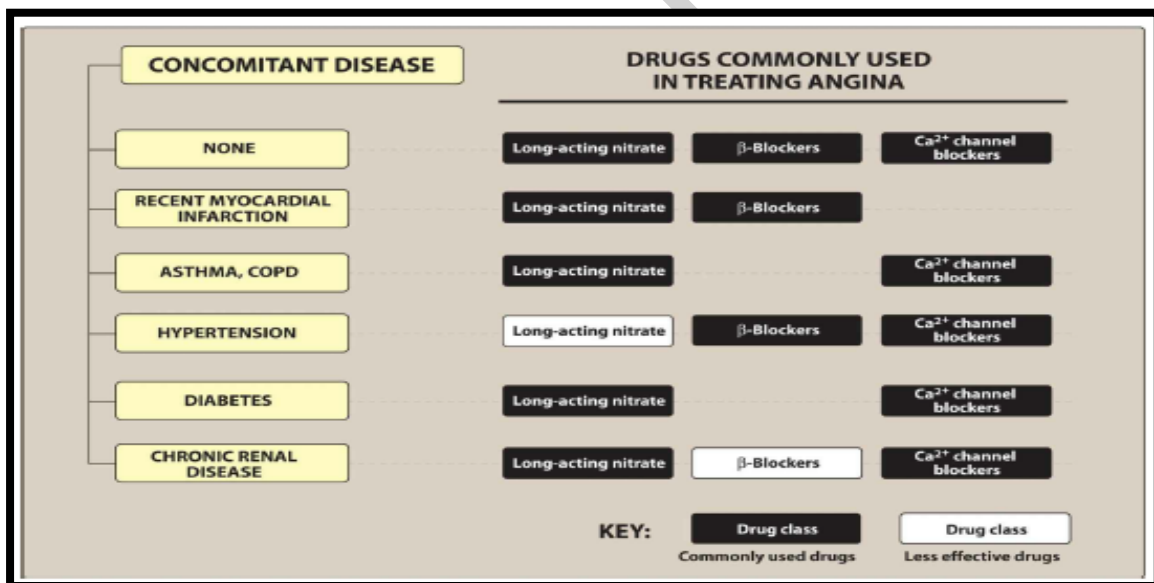 CONCOMITANT DISEASE
DRUGS COMMONLY USED
IN TREATING ANGINA
NONE
Long-acting nitrate
β-Blockers
Ca²⁺ channel
blockers
RECENT MYOCARDIAL
INFARCTION
Long-acting nitrate
β-Blockers
ASTHMA, COPD
Long-acting nitrate
Ca²⁺ channel
blockers
HYPERTENSION
Long-acting nitrate
β-Blockers
Ca²⁺ channel
blockers
DIABETES
Long-acting nitrate
Ca²⁺ channel
blockers
CHRONIC RENAL
DISEASE
Long-acting nitrate
β-Blockers
Ca²⁺ channel
blockers
KEY:
Drug class
Commonly used drugs
Drug class
Less effective drugs